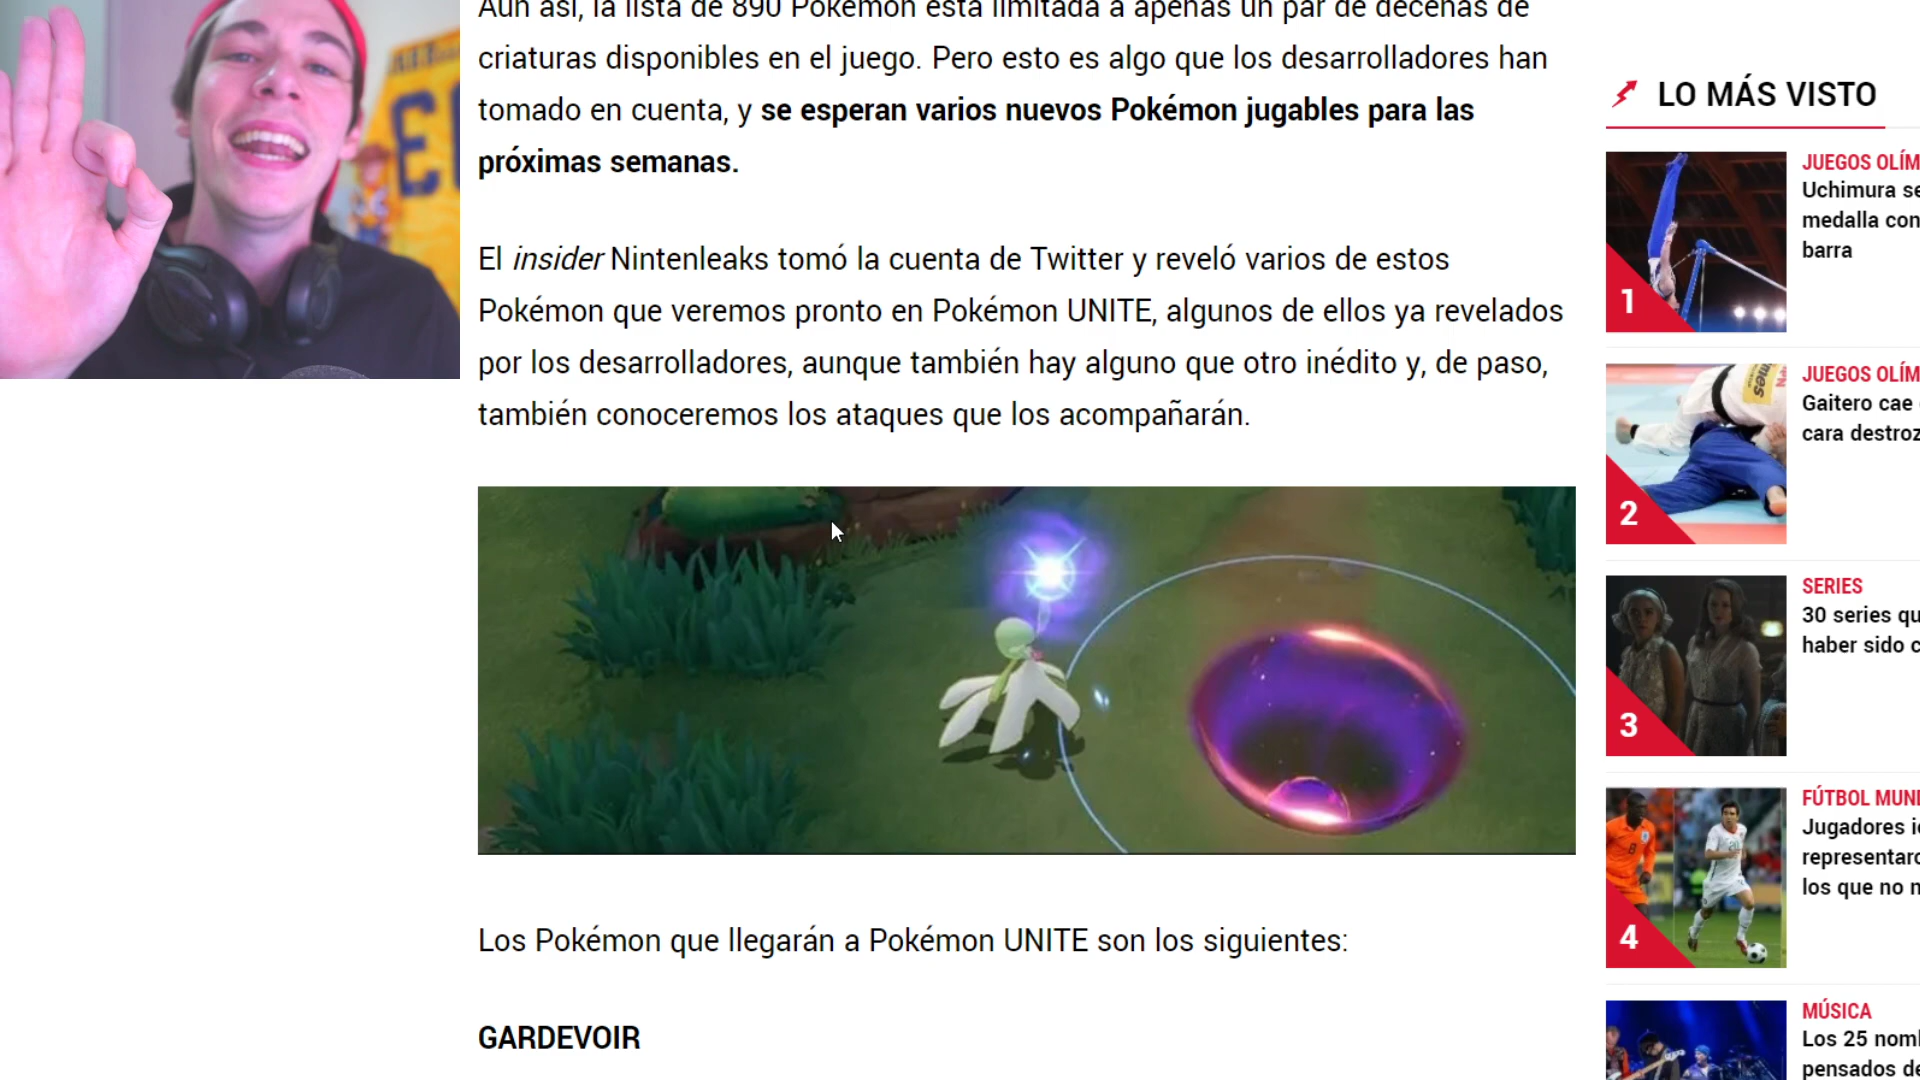 Aun así, la lista de 890 Pokémon está limitada a apenas un par de decenas de
criaturas disponibles en el juego. Pero esto es algo que los desarrolladores han
tomado en cuenta, y se esperan varios nuevos Pokémon jugables para las
próximas semanas.
El insider Nintenleaks tomó la cuenta de Twitter y reveló varios de estos
Pokémon que veremos pronto en Pokémon UNITE, algunos de ellos ya revelados
por los desarrolladores, aunque también hay alguno que otro inédito y, de paso,
también conoceremos los ataques que los acompañarán.
Los Pokémon que llegarán a Pokémon UNITE son los siguientes:
GARDEVOIR
LO MÁS VISTO
1
JUEGOS OLÍM
Uchimura se
medalla con
barra
2
JUEGOS OLÍM
Gaitero cae
cara destroz
3
SERIES
30 series qu
haber sido c
4
FÚTBOL MUN
Jugadores
representar
los que no
MÚSICA
Los 25 nom
pensados de